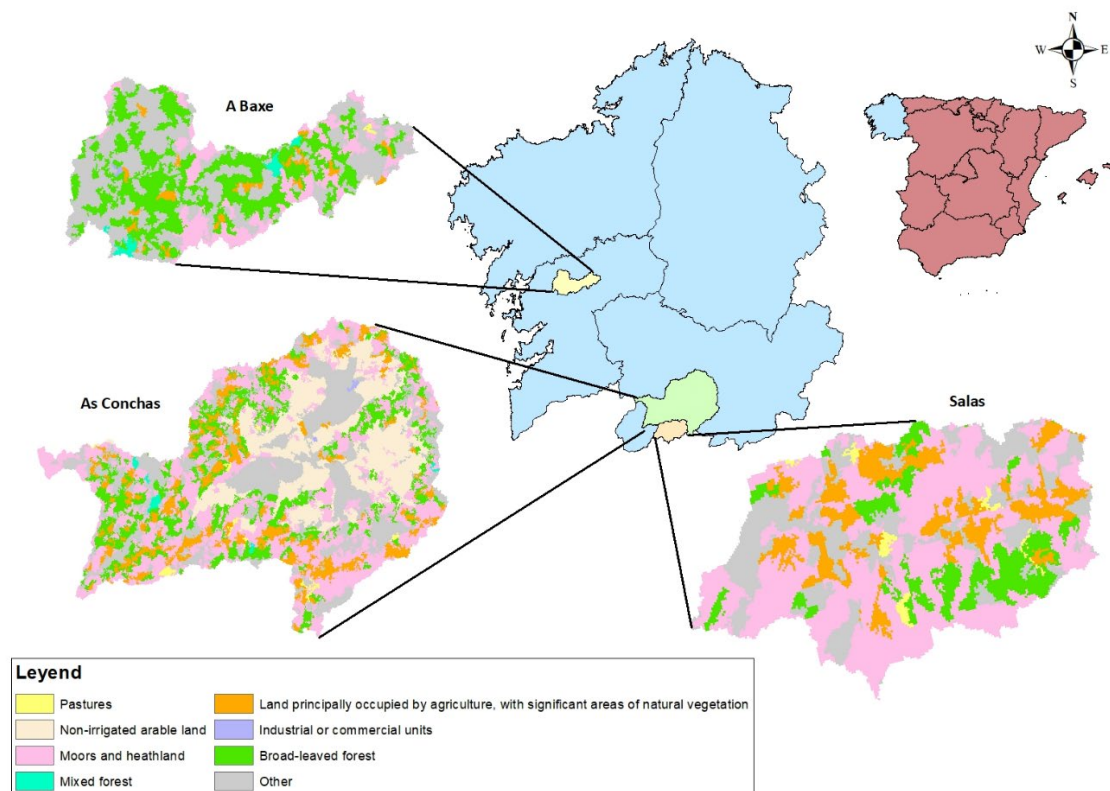 N
W E
S
A Baxe
As Conchas
Salas
Leyend
Pastures
Land principally occupied by agriculture, with significant areas of natural vegetation
Non-irrigated arable land
Industrial or commercial units
Moors and heathland
Broad-leaved forest
Mixed forest
Other